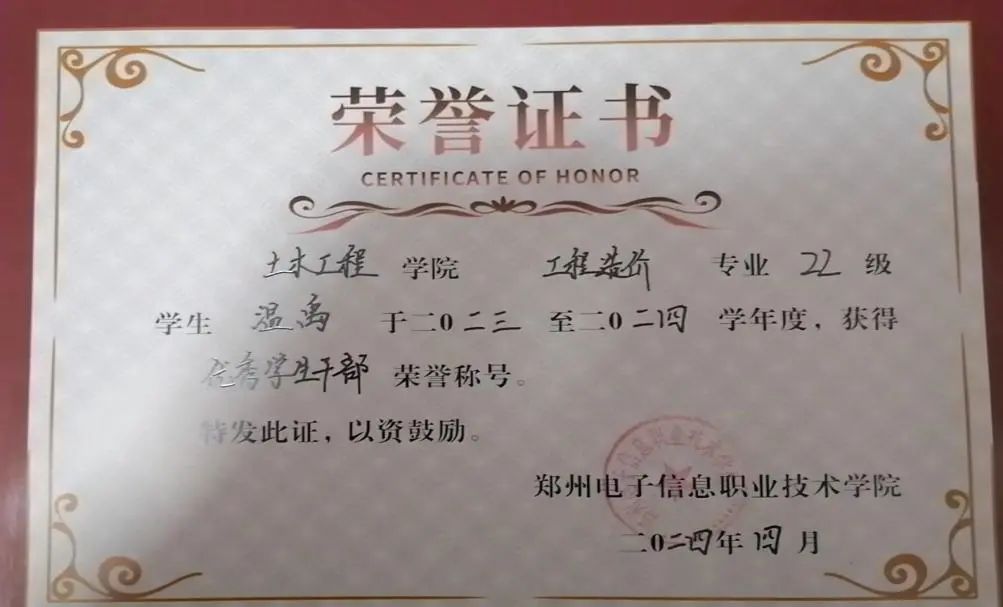 荣誉证书
CERTIFICATE OF HONOR
土木工程 学院 工程造价 专业 22 级
学生 温离 于二0二三 至二0二四 学年度，获得
优秀学生干部 荣誉称号。
特发此证，以资鼓励。
郑州电子信息职业技术学院
二0二四年 四 月